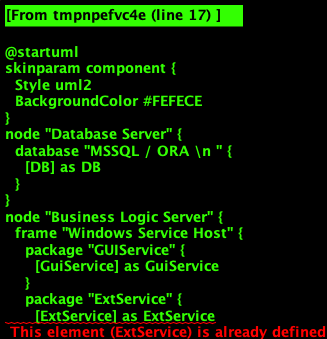 [From tmpnpefvc4e (line 17) ]
@startuml
skinparam component {
Style uml2
BackgroundColor #FEFECE
}
node "Database Server" {
database "MSSQL / ORA \n " {
[DB] as DB
}
}
node "Business Logic Server" {
frame "Windows Service Host" {
package "GUIService" {
[GuiService] as GuiService
}
package "ExtService" {
[ExtService] as ExtService
This element (ExtService) is already defined